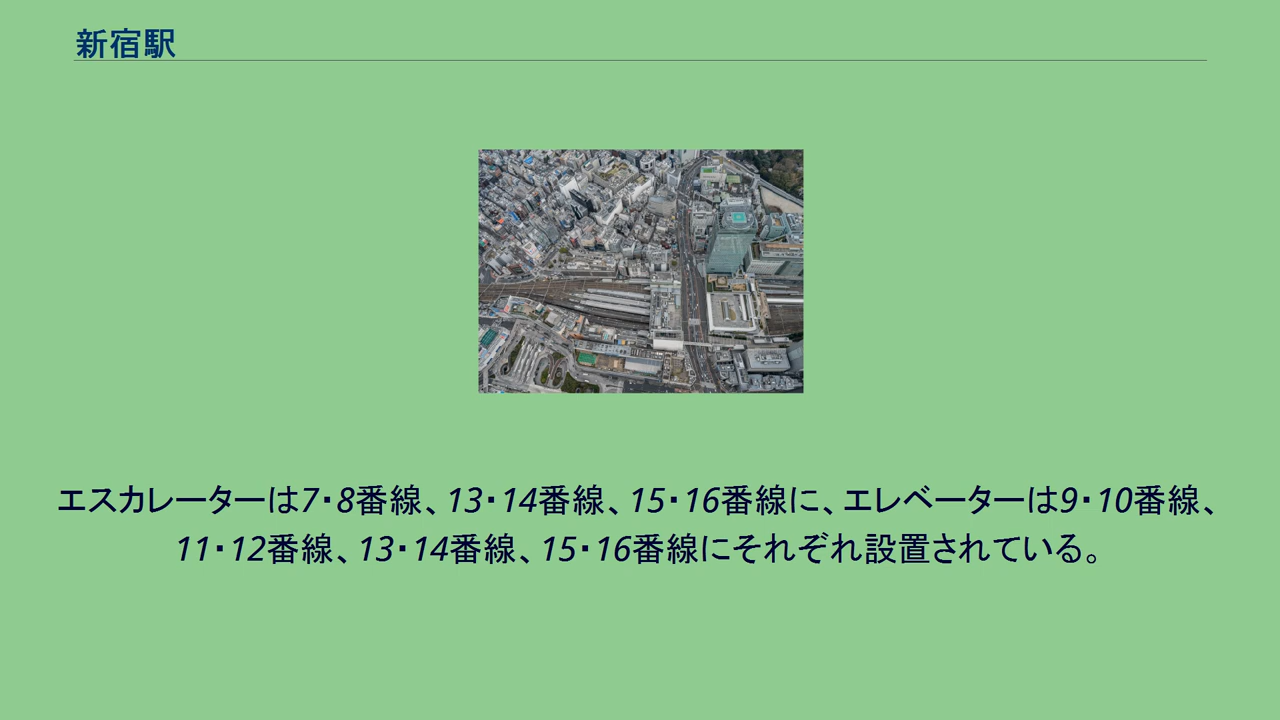 新宿駅
エスカレーターは7・8番線、13・14番線、15・16番線に、エレベーターは9・10番線、
11・12番線、13・14番線、15・16番線にそれぞれ設置されている。